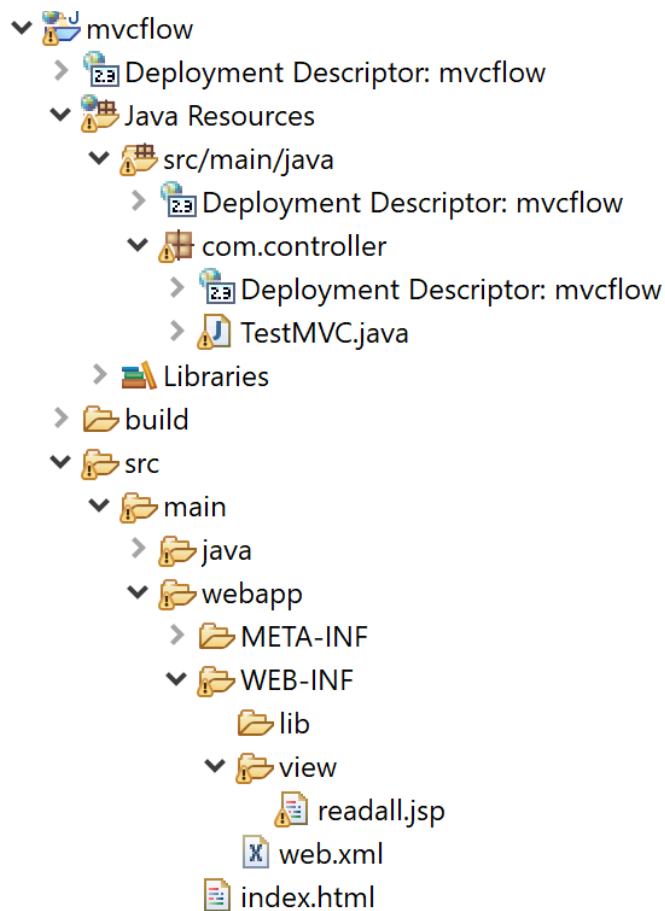 mvcflow
Deployment Descriptor: mvcflow
Java Resources
src/main/java
Deployment Descriptor: mvcflow
com.controller
Deployment Descriptor: mvcflow
TestMVC.java
Libraries
build
src
main
java
webapp
META-INF
WEB-INF
lib
view
readall.jsp
web.xml
index.html